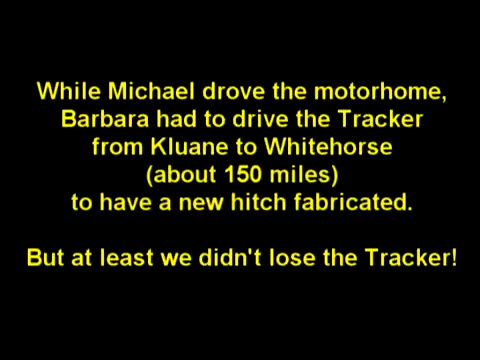 While Michael drove the motorhome,
Barbara had to drive the Tracker
from Kluane to Whitehorse
(about 150 miles)
to have a new hitch fabricated.
But at least we didn't lose the Tracker!